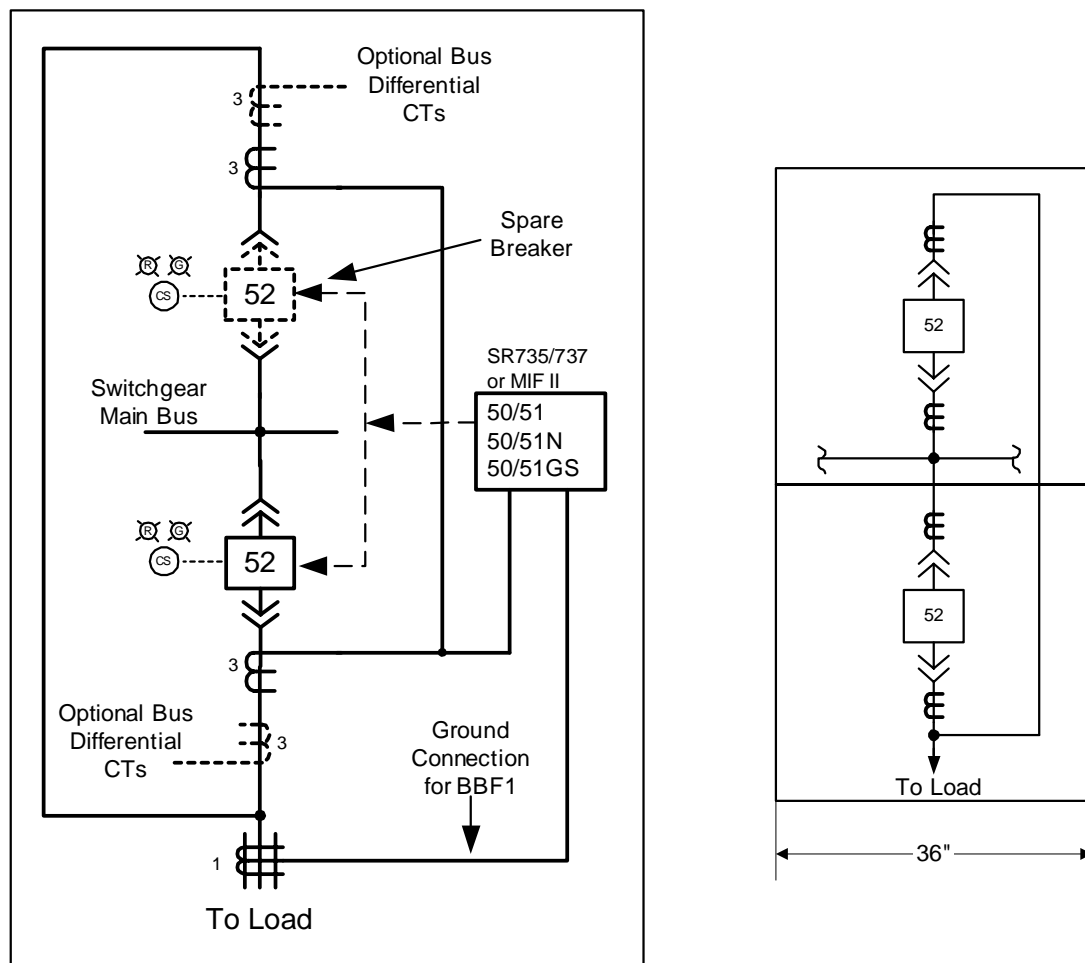 Optional Bus
Differential
CTs
3
3
Spare
Breaker
R G
CS
52
SR735/737
or MIF II
50/51
50/51N
50/51GS
Switchgear
Main Bus
R G
CS
52
3
Optional Bus
Differential
CTs
3
Ground
Connection
for BBF1
1
To Load
52
52
To Load
36"